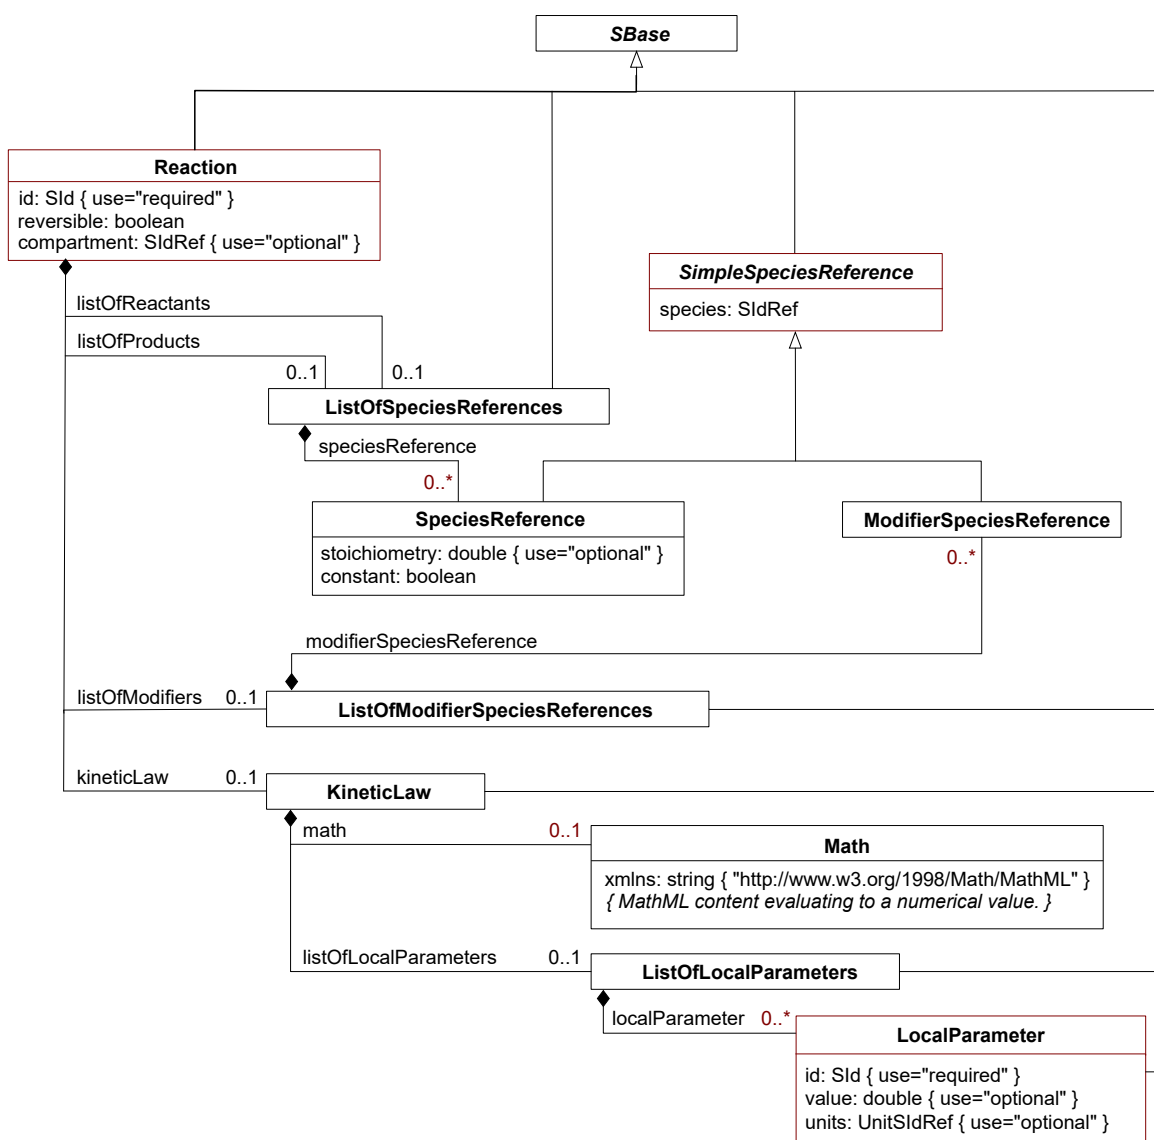 SBase
Reaction
id: SId { use="required" }
reversible: boolean
compartment: SIdRef { use="optional" }
SimpleSpeciesReference
species: SIdRef
listOfReactants
listOfProducts
0..1
0..1
ListOfSpeciesReferences
speciesReference
0..*
SpeciesReference
stoichiometry: double { use="optional" }
constant: boolean
ModifierSpeciesReference
0..*
modifierSpeciesReference
listOfModifiers 0..1
ListOfModifierSpeciesReferences
kineticLaw 0..1
KineticLaw
math 0..1
Math
xmlns: string { "http://www.w3.org/1998/Math/MathML" }
{ MathML content evaluating to a numerical value. }
listOfLocalParameters 0..1
ListOfLocalParameters
localParameter 0..*
LocalParameter
id: SId { use="required" }
value: double { use="optional" }
units: UnitSIdRef { use="optional" }